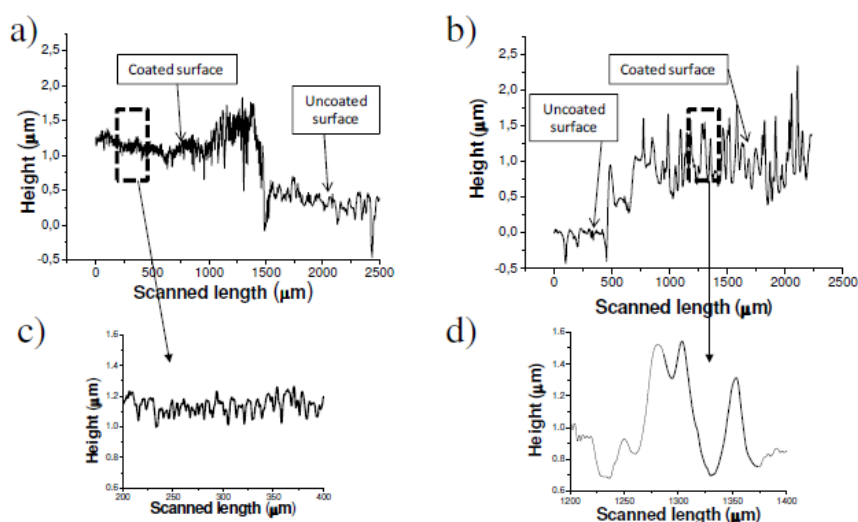 a)
Height (μm)
2,5
2,0
1,5
1,0
0,5
0,0
-0,5
Coated surface
Uncoated
surface
0 500 1000 1500 2000 2500
Scanned length (μm)
b)
Height (μm)
2,5
2,0
1,5
1,0
0,5
0,0
-0,5
Coated surface
Uncoated
surface
0 500 1000 1500 2000 2500
Scanned length (μm)
c)
Height (μm)
1.6
1.4
1.2
1.0
0.8
0.6
200 250 300 350 400
Scanned length (μm)
d)
Height (μm)
1.6
1.4
1.2
1.0
0.8
0.6
1200 1250 1300 1350 1400
Scanned length (μm)